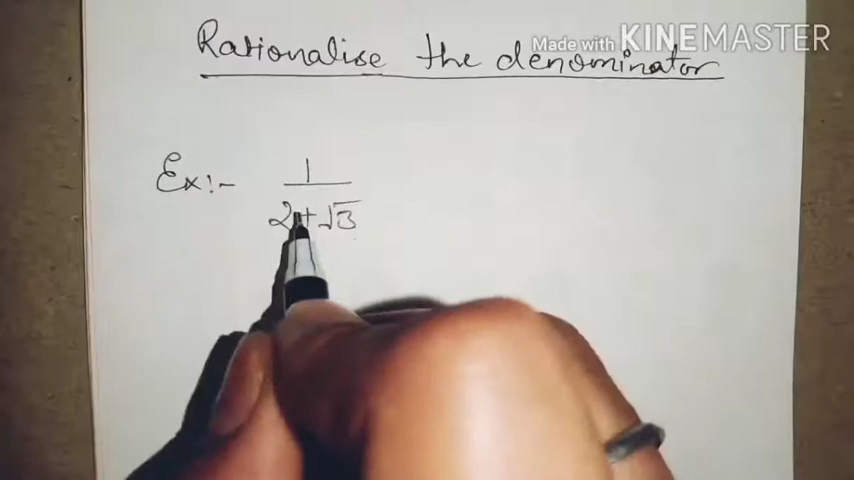 Rationalise the denominator
Made with KINEMASTER
Ex:- 1
2+√3